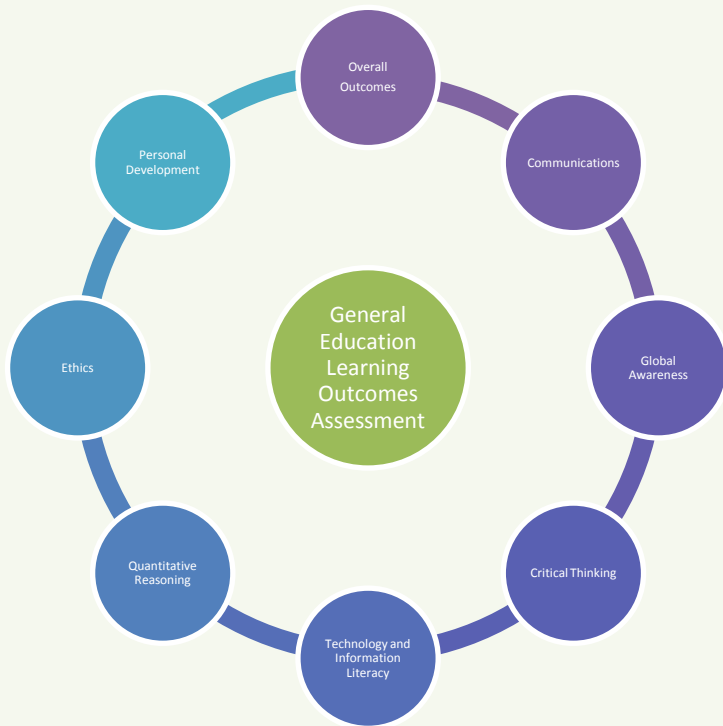 Overall
Outcomes
Communications
Global
Awareness
Critical Thinking
Technology and
Information
Literacy
Quantitative
Reasoning
Ethics
Personal
Development
General
Education
Learning
Outcomes
Assessment